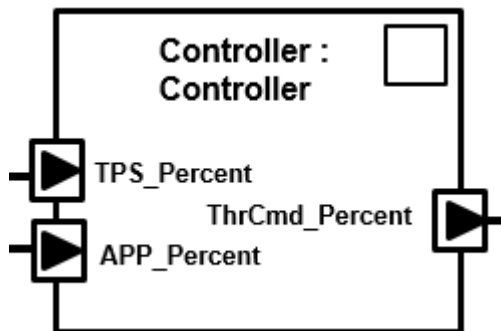 Controller :
Controller
TPS_Percent
ThrCmd_Percent
APP_Percent